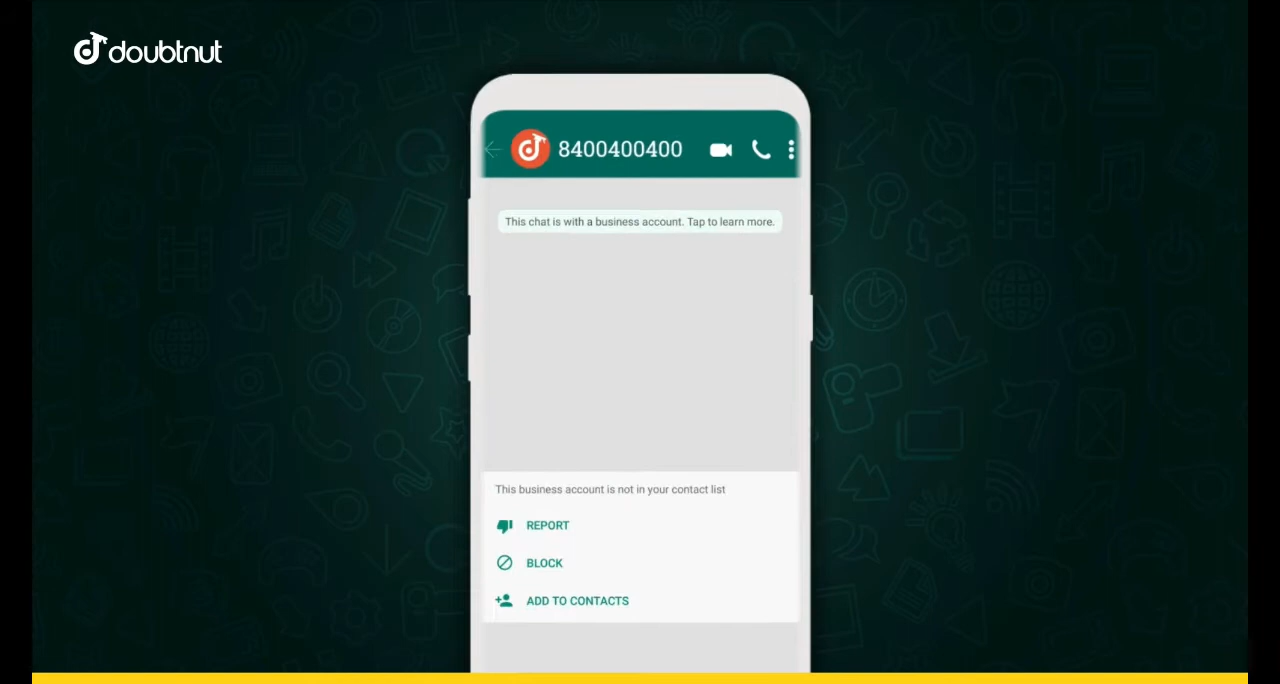 doubtnut
8400400400
This chat is with a business account. Tap to learn more.
This business account is not in your contact list
REPORT
BLOCK
ADD TO CONTACTS